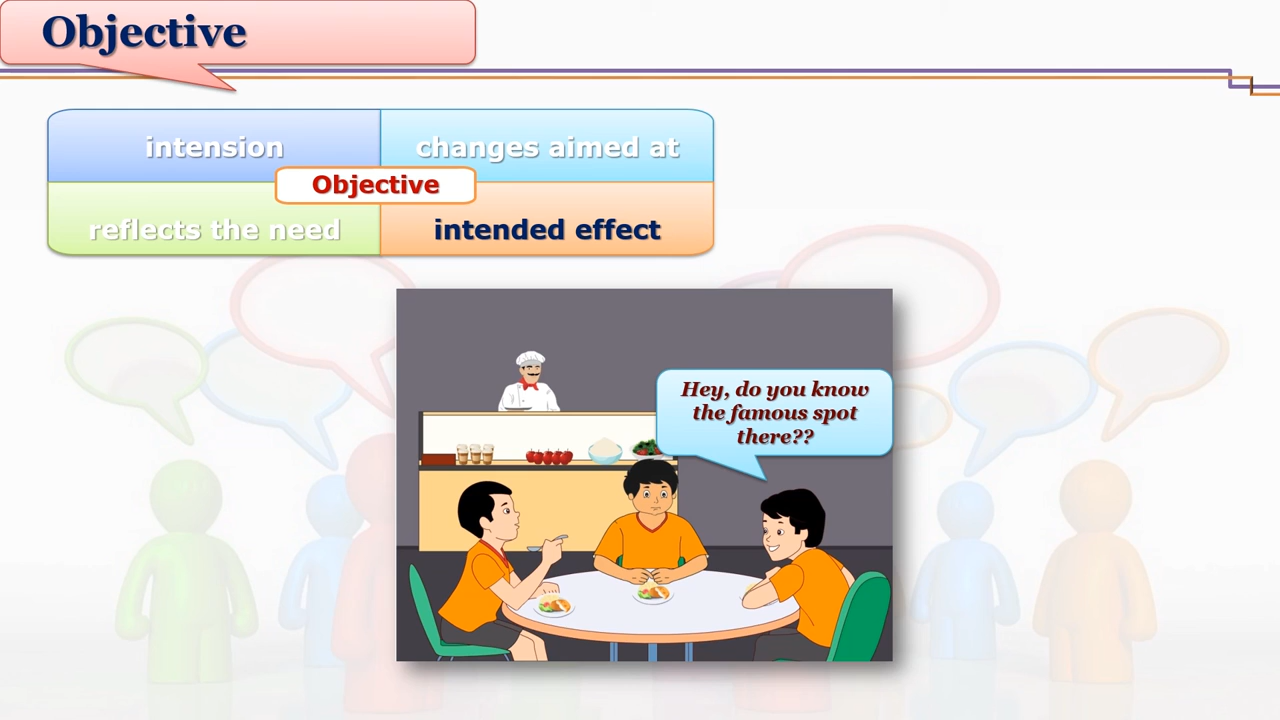 Objective
intension
changes aimed at
Objective
reflects the need
intended effect
Hey, do you know
the famous spot
there??